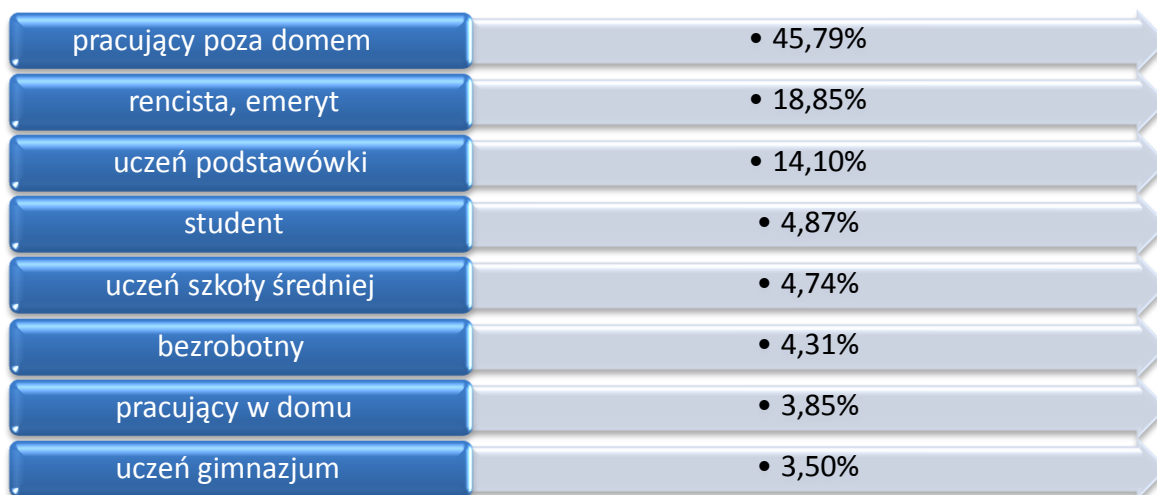 pracujący poza domem • 45,79%
rencista, emeryt • 18,85%
uczeń podstawówki • 14,10%
student • 4,87%
uczeń szkoły średniej • 4,74%
bezrobotny • 4,31%
pracujący w domu • 3,85%
uczeń gimnazjum • 3,50%